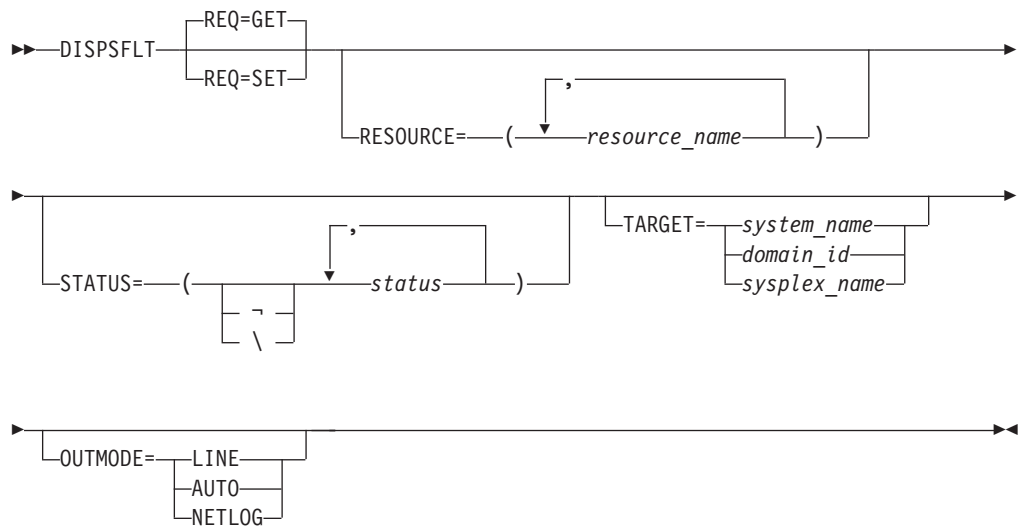 REQ=GET
DISPSFLT
REQ=SET
,
RESOURCE= ( resource_name )
TARGET= system_name
,
domain_id
STATUS= ( status )
sysplex_name
¬
\
OUTMODE= LINE
AUTO
NETLOG